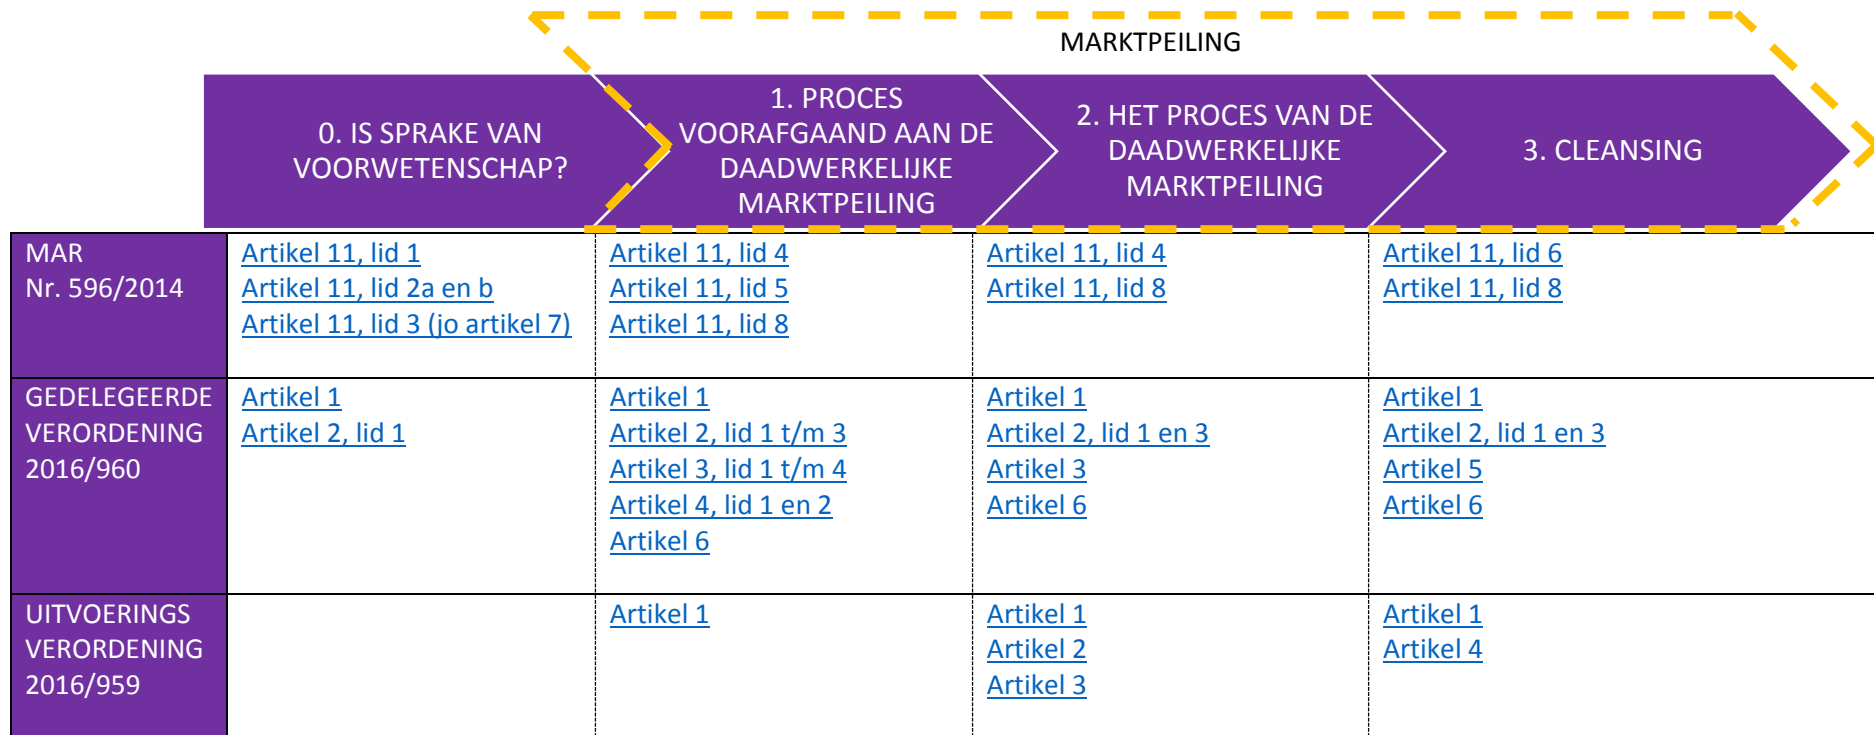 MARKTPEILING
0. IS SPRAKE VAN
VOORWETENSCHAP?
1. PROCES
VOORAFGAAND AAN DE
DAADWERKELIJKE
MARKTPEILING
2. HET PROCES VAN DE
DAADWERKELIJKE
MARKTPEILING
3. CLEANSING
MAR
Nr. 596/2014
Artikel 11, lid 1
Artikel 11, lid 2a en b
Artikel 11, lid 3 (jo artikel 7)
Artikel 11, lid 4
Artikel 11, lid 5
Artikel 11, lid 8
Artikel 11, lid 4
Artikel 11, lid 8
Artikel 11, lid 6
Artikel 11, lid 8
GEDELEGEERDE
VERORDENING
2016/960
Artikel 1
Artikel 2, lid 1
Artikel 1
Artikel 2, lid 1 t/m 3
Artikel 3, lid 1 t/m 4
Artikel 4, lid 1 en 2
Artikel 6
Artikel 1
Artikel 2, lid 1 en 3
Artikel 3
Artikel 6
Artikel 1
Artikel 2, lid 1 en 3
Artikel 5
Artikel 6
UITVOERINGS
VERORDENING
2016/959
Artikel 1
Artikel 1
Artikel 2
Artikel 3
Artikel 1
Artikel 4